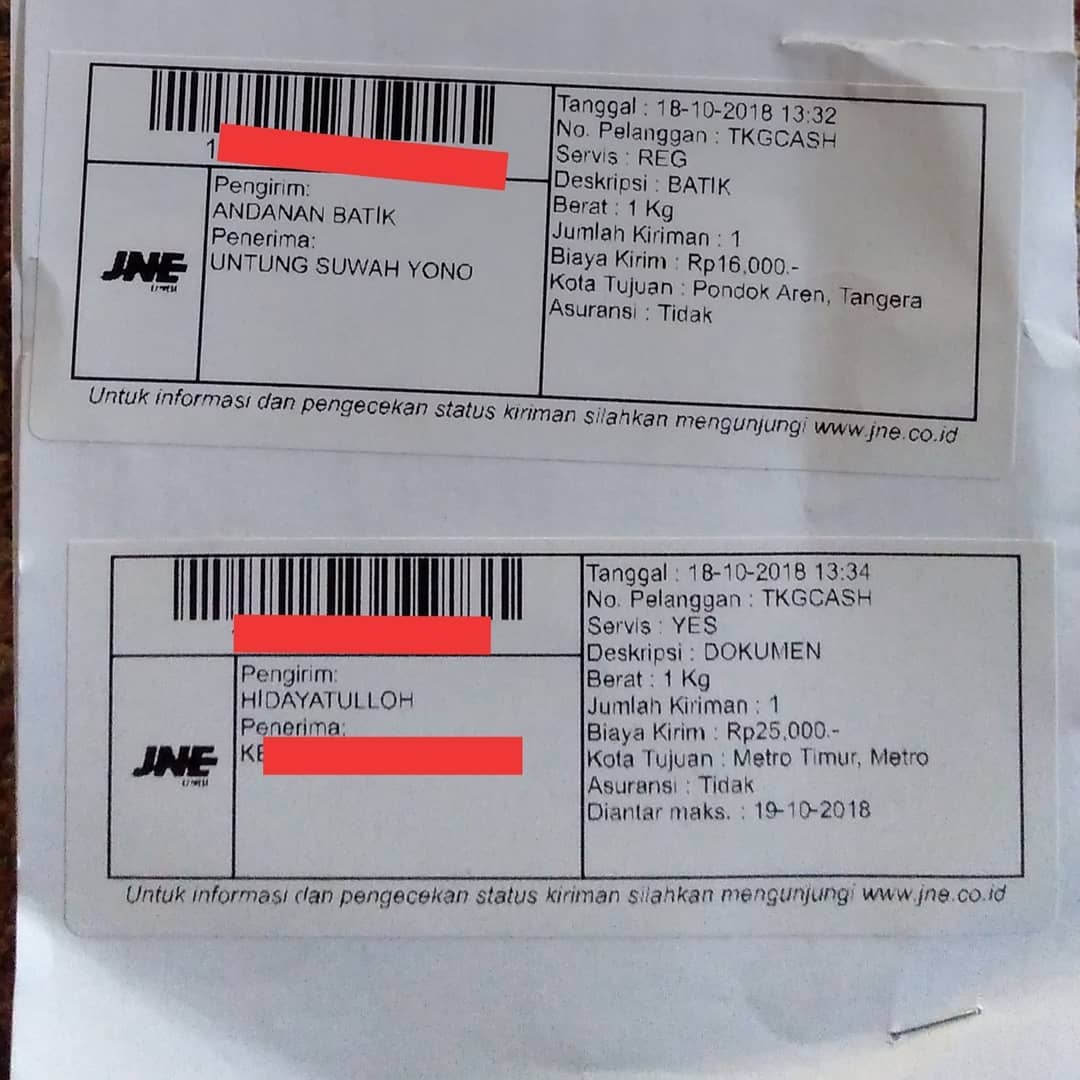 Tanggal : 18-10-2018 13:32
No. Pelanggan : TKGCASH
Servis : REG
Deskripsi : BATIK
Berat : 1 Kg
Jumlah Kiriman : 1
Biaya Kirim : Rp16,000.-
Kota Tujuan : Pondok Aren, Tangera
Asuransi : Tidak
1
Pengirim:
ANDANAN BATIK
Penerima:
UNTUNG SUWAH YONO
JNE
Untuk informasi dan pengecekan status kiriman silahkan mengunjungi www.jne.co.id
Tanggal : 18-10-2018 13:34
No. Pelanggan : TKGCASH
Servis : YES
Deskripsi : DOKUMEN
Berat : 1 Kg
Jumlah Kiriman : 1
Biaya Kirim : Rp25,000.-
Kota Tujuan : Metro Timur, Metro
Asuransi : Tidak
Diantar maks. : 19-10-2018
Pengirim:
HIDAYATULLOH
Penerima:
KE
JNE
Untuk informasi dan pengecekan status kiriman silahkan mengunjungi www.jne.co.id